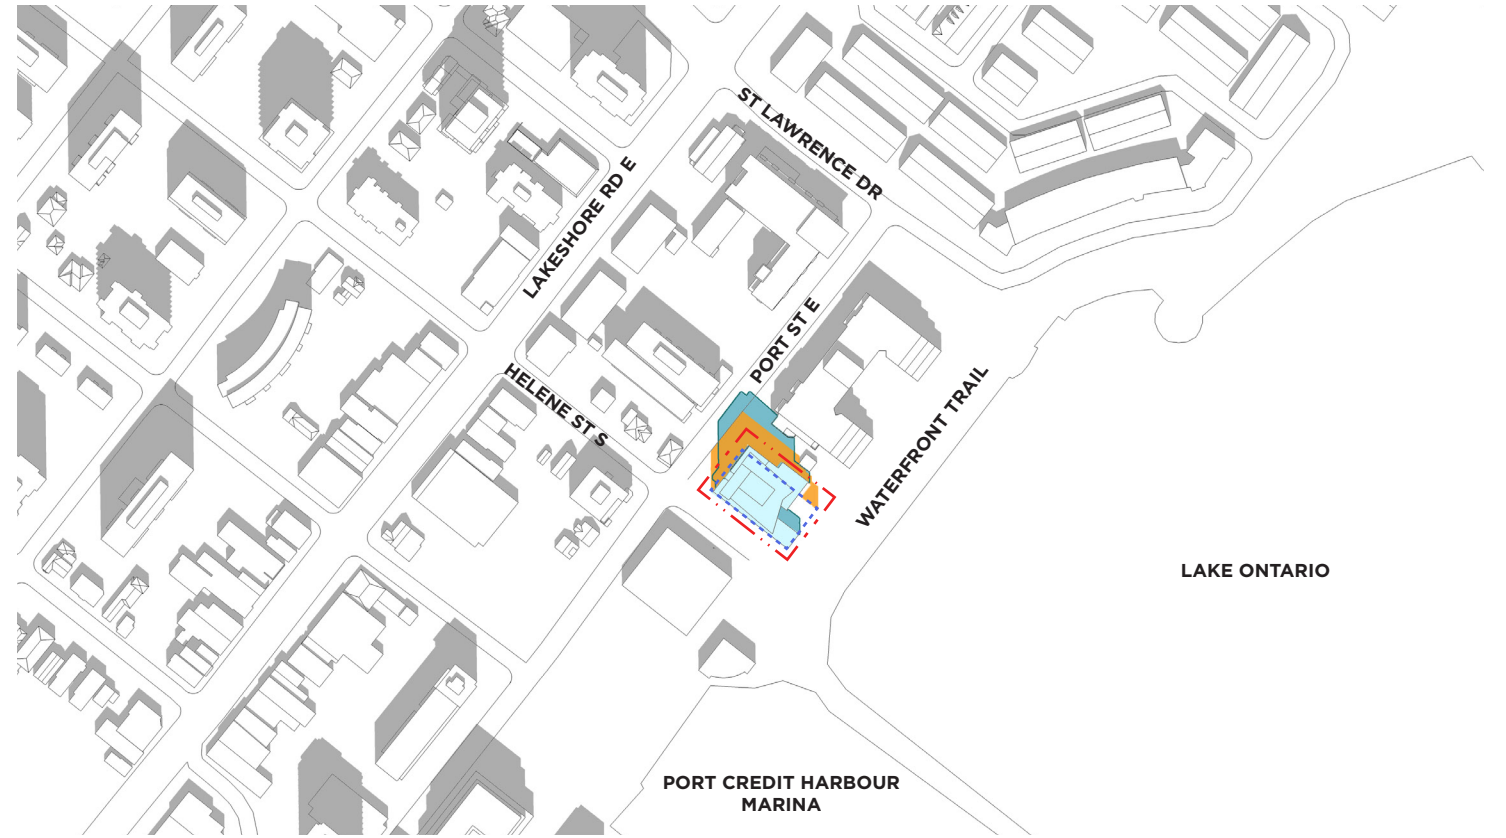 ST LAWRENCE DR
LAKESHORE RD E
PORT ST E
HELENE ST S
WATERFRONT TRAIL
LAKE ONTARIO
PORT CREDIT HARBOUR
MARINA